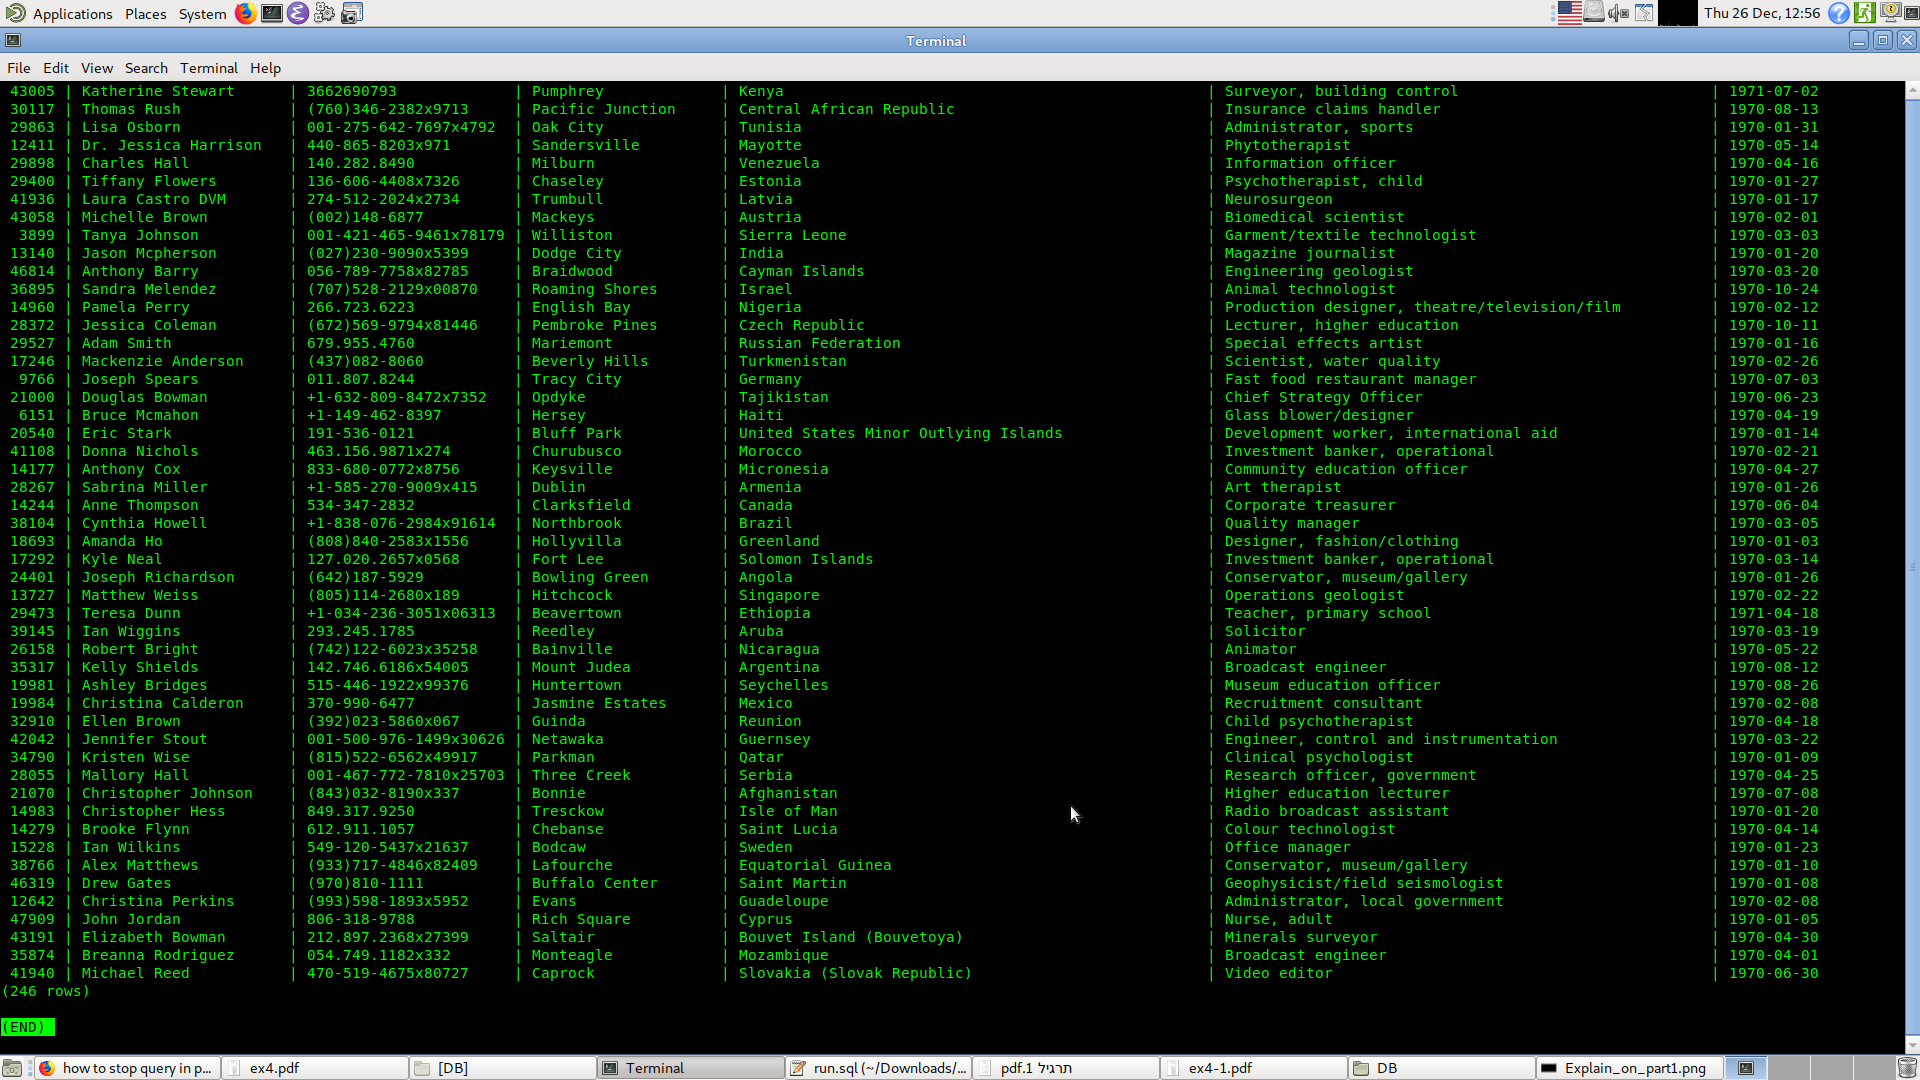 Applications Places System Thu 26 Dec, 12:56
Terminal
File Edit View Search Terminal Help
43005 | Katherine Stewart | 3662690793 | Pumphrey | Kenya | Surveyor, building control | 1971-07-02
30117 | Thomas Rush | (760)346-2382x9713 | Pacific Junction | Central African Republic | Insurance claims handler | 1970-08-13
29863 | Lisa Osborn | 001-275-642-7697x4792 | Oak City | Tunisia | Administrator, sports | 1970-01-31
12411 | Dr. Jessica Harrison | 440-865-8203x971 | Sandersville | Mayotte | Phytotherapist | 1970-05-14
29898 | Charles Hall | 140.282.8490 | Milburn | Venezuela | Information officer | 1970-04-16
29400 | Tiffany Flowers | 136-606-4408x7326 | Chaseley | Estonia | Psychotherapist, child | 1970-01-27
41936 | Laura Castro DVM | 274-512-2024x2734 | Trumbull | Latvia | Neurosurgeon | 1970-01-17
43058 | Michelle Brown | (002)148-6877 | Mackeys | Austria | Biomedical scientist | 1970-02-01
3899 | Tanya Johnson | 001-421-465-9461x78179 | Williston | Sierra Leone | Garment/textile technologist | 1970-03-03
13140 | Jason Mcpherson | (027)230-9090x5399 | Dodge City | India | Magazine journalist | 1970-01-20
46814 | Anthony Barry | 056-789-7758x82785 | Braidwood | Cayman Islands | Engineering geologist | 1970-03-20
36895 | Sandra Melendez | (707)528-2129x00870 | Roaming Shores | Israel | Animal technologist | 1970-10-24
14960 | Pamela Perry | 266.723.6223 | English Bay | Nigeria | Production designer, theatre/television/film | 1970-02-12
28372 | Jessica Coleman | (672)569-9794x81446 | Pembroke Pines | Czech Republic | Lecturer, higher education | 1970-10-11
29527 | Adam Smith | 679.955.4760 | Mariemont | Russian Federation | Special effects artist | 1970-01-16
17246 | Mackenzie Anderson | (437)082-8060 | Beverly Hills | Turkmenistan | Scientist, water quality | 1970-02-26
9766 | Joseph Spears | 011.807.8244 | Tracy City | Germany | Fast food restaurant manager | 1970-07-03
21000 | Douglas Bowman | +1-632-809-8472x7352 | Opdyke | Tajikistan | Chief Strategy Officer | 1970-06-23
6151 | Bruce Mcmahon | +1-149-462-8397 | Hersey | Haiti | Glass blower/designer | 1970-04-19
20540 | Eric Stark | 191-536-0121 | Bluff Park | United States Minor Outlying Islands | Development worker, international aid | 1970-01-14
41108 | Donna Nichols | 463.156.9871x274 | Churubusco | Morocco | Investment banker, operational | 1970-02-21
14177 | Anthony Cox | 833-680-0772x8756 | Keysville | Micronesia | Community education officer | 1970-04-27
28267 | Sabrina Miller | +1-585-270-9009x415 | Dublin | Armenia | Art therapist | 1970-01-26
14244 | Anne Thompson | 534-347-2832 | Clarksfield | Canada | Corporate treasurer | 1970-06-04
38104 | Cynthia Howell | +1-838-076-2984x91614 | Northbrook | Brazil | Quality manager | 1970-03-05
18693 | Amanda Ho | (808)840-2583x1556 | Hollyvilla | Greenland | Designer, fashion/clothing | 1970-01-03
17292 | Kyle Neal | 127.020.2657x0568 | Fort Lee | Solomon Islands | Investment banker, operational | 1970-03-14
24401 | Joseph Richardson | (642)187-5929 | Bowling Green | Angola | Conservator, museum/gallery | 1970-01-26
13727 | Matthew Weiss | (805)114-2680x189 | Hitchcock | Singapore | Operations geologist | 1970-02-22
29473 | Teresa Dunn | +1-034-236-3051x06313 | Beavertown | Ethiopia | Teacher, primary school | 1971-04-18
39145 | Ian Wiggins | 293.245.1785 | Reedley | Aruba | Solicitor | 1970-03-19
26158 | Robert Bright | (742)122-6023x35258 | Bainville | Nicaragua | Animator | 1970-05-22
35317 | Kelly Shields | 142.746.6186x54005 | Mount Judea | Argentina | Broadcast engineer | 1970-08-12
19981 | Ashley Bridges | 515-446-1922x99376 | Huntertown | Seychelles | Museum education officer | 1970-08-26
19984 | Christina Calderon | 370-990-6477 | Jasmine Estates | Mexico | Recruitment consultant | 1970-02-08
32910 | Ellen Brown | (392)023-5860x067 | Guinda | Reunion | Child psychotherapist | 1970-04-18
42042 | Jennifer Stout | 001-500-976-1499x30626 | Netawaka | Guernsey | Engineer, control and instrumentation | 1970-03-22
34790 | Kristen Wise | (815)522-6562x49917 | Parkman | Qatar | Clinical psychologist | 1970-01-09
28055 | Mallory Hall | 001-467-772-7810x25703 | Three Creek | Serbia | Research officer, government | 1970-04-25
21070 | Christopher Johnson | (843)032-8190x337 | Bonnie | Afghanistan | Higher education lecturer | 1970-07-08
14983 | Christopher Hess | 849.317.9250 | Tresckow | Isle of Man | Radio broadcast assistant | 1970-01-20
14279 | Brooke Flynn | 612.911.1057 | Chebanse | Saint Lucia | Colour technologist | 1970-04-14
15228 | Ian Wilkins | 549-120-5437x21637 | Bodcaw | Sweden | Office manager | 1970-01-23
38766 | Alex Matthews | (933)717-4846x82409 | Lafourche | Equatorial Guinea | Conservator, museum/gallery | 1970-01-10
46319 | Drew Gates | (970)810-1111 | Buffalo Center | Saint Martin | Geophysicist/field seismologist | 1970-01-08
12642 | Christina Perkins | (993)598-1893x5952 | Evans | Guadeloupe | Administrator, local government | 1970-02-08
47909 | John Jordan | 806-318-9788 | Rich Square | Cyprus | Nurse, adult | 1970-01-05
43191 | Elizabeth Bowman | 212.897.2368x27399 | Saltair | Bouvet Island (Bouvetoya) | Minerals surveyor | 1970-04-30
35874 | Breanna Rodriguez | 054.749.1182x332 | Monteagle | Mozambique | Broadcast engineer | 1970-04-01
41940 | Michael Reed | 470-519-4675x80727 | Caprock | Slovakia (Slovak Republic) | Video editor | 1970-06-30
(246 rows)
(END)
how to stop query in p... ex4.pdf [DB] Terminal run.sql (~/Downloads/... תרגיל 1.pdf ex4-1.pdf DB Explain_on_part1.png